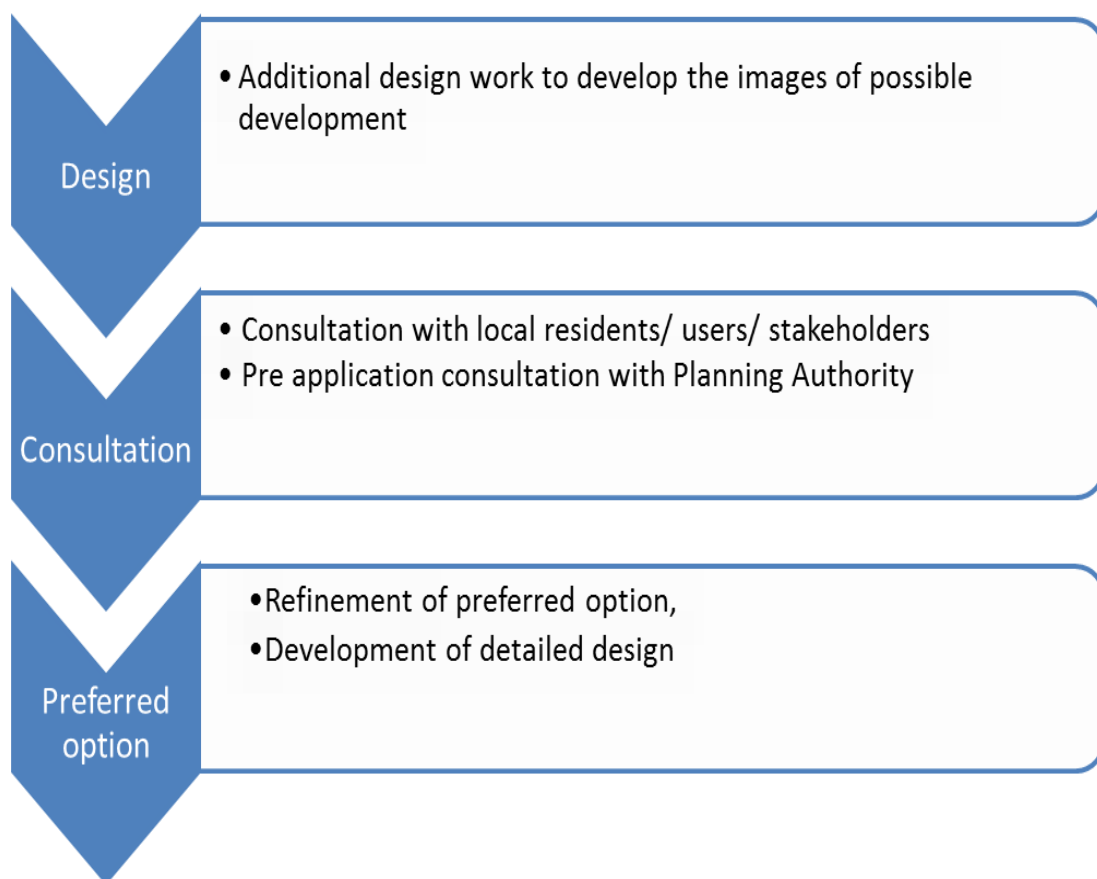 Design
• Additional design work to develop the images of possible
development
Consultation
• Consultation with local residents/ users/ stakeholders
• Pre application consultation with Planning Authority
Preferred
option
•Refinement of preferred option,
•Development of detailed design